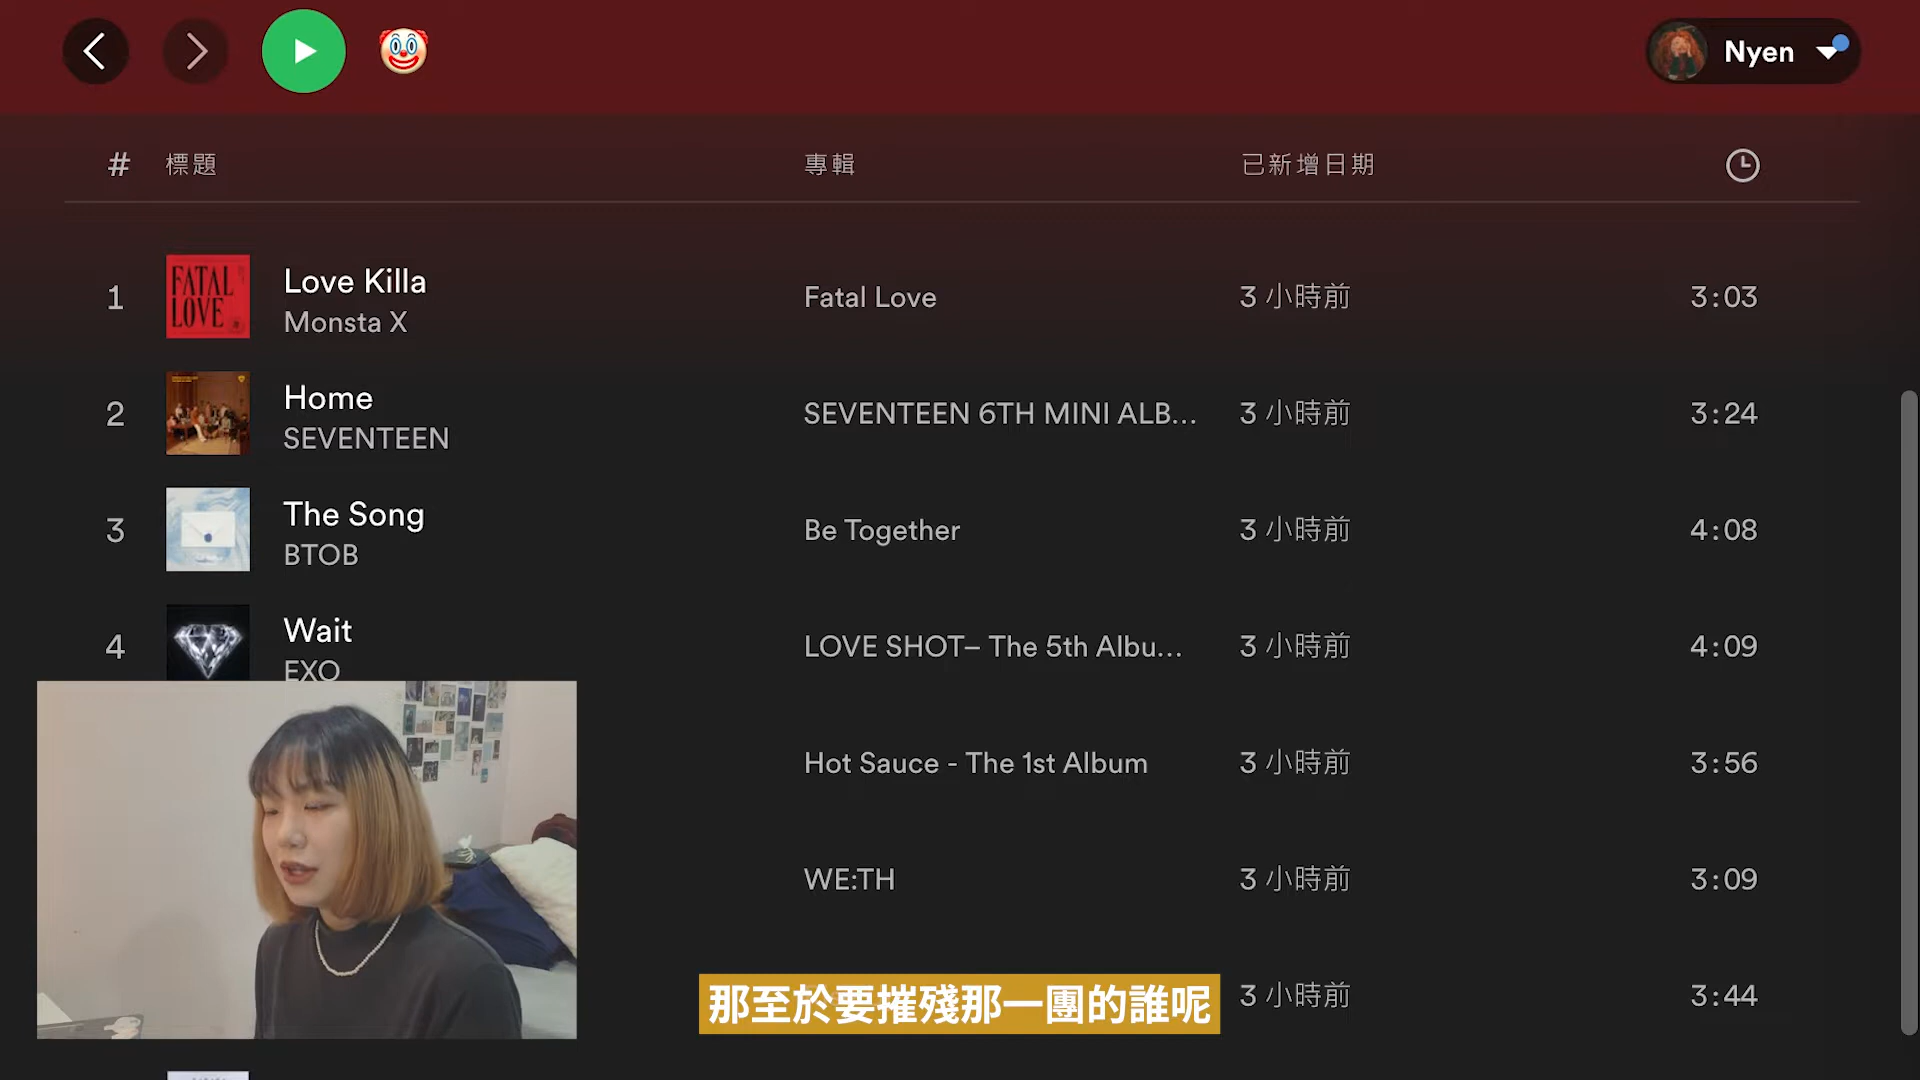 Nyen
# 標題 專輯 已新增日期
1 FATAL LOVE Love Killa Fatal Love 3 小時前 3:03
Monsta X
2 Home SEVENTEEN 6TH MINI ALB... 3 小時前 3:24
SEVENTEEN
3 The Song Be Together 3 小時前 4:08
BTOB
4 Wait LOVE SHOT– The 5th Albu... 3 小時前 4:09
EXO
Hot Sauce - The 1st Album 3 小時前 3:56
WE:TH 3 小時前 3:09
那至於要摧殘那一團的誰呢 3 小時前 3:44